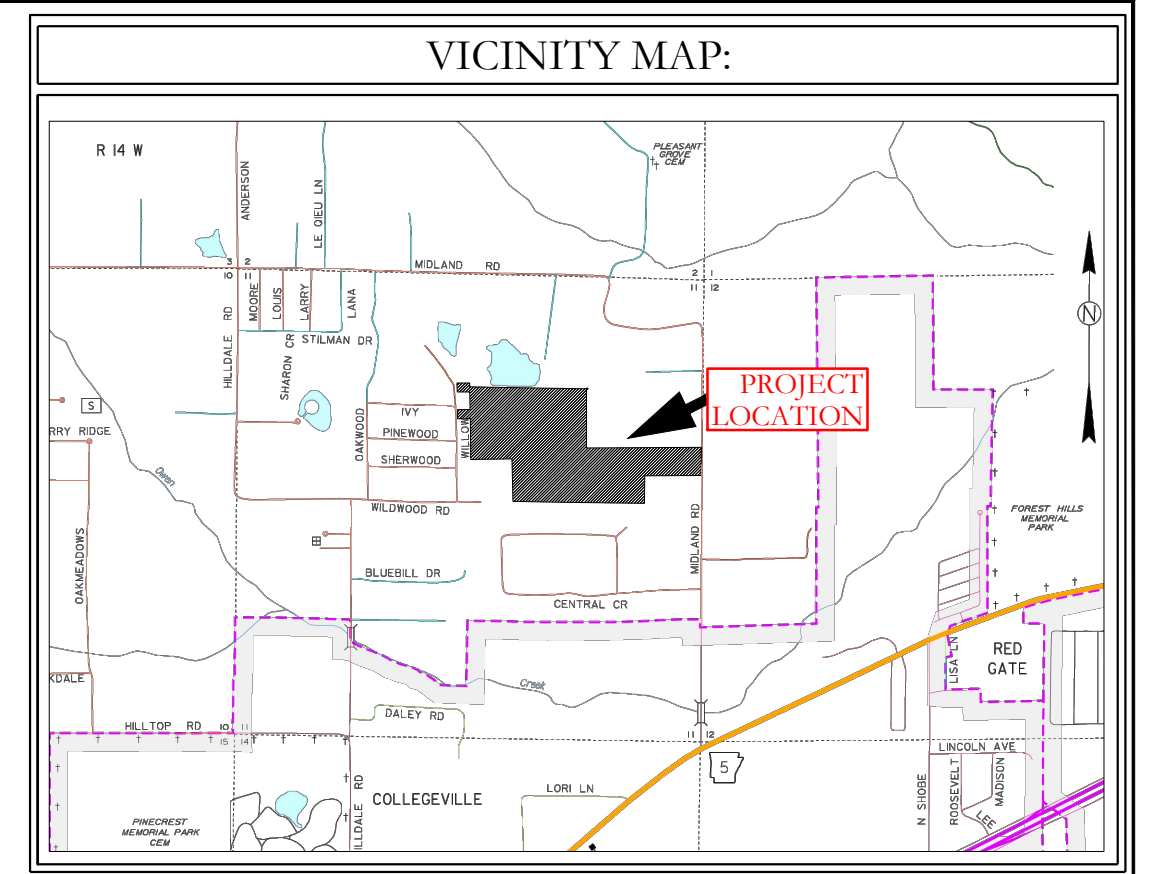 VICINITY MAP:
R 14 W
ANDERSON
LE QIEU LN
PLEASANT
GROVE
CEM
3 2
10 11
MIDLAND RD
2 1
11 12
HILLDALE RD
MOORE
LOUIS
LARRY
LANA
STILMAN DR
SHARON CR
N
PROJECT
LOCATION
S
RRY RIDGE
OAKWOOD
IVY
PINEWOOD
SHERWOOD
WILLOW
WILDWOOD RD
Owen
OAKMEADOWS
MIDLAND RD
FOREST HILLS
MEMORIAL
PARK
BLUEBILL DR
CENTRAL CR
LISA LN
RED
GATE
KDALE
Creek
DALEY RD
HILLTOP RD
10 11
15 14
11 12
5
LINCOLN AVE
N SHOBE
ROOSEVELT
MADISON
LEE
LORI LN
COLLEGEVILLE
ILLDALE RD
PINECREST
MEMORIAL PARK
CEM